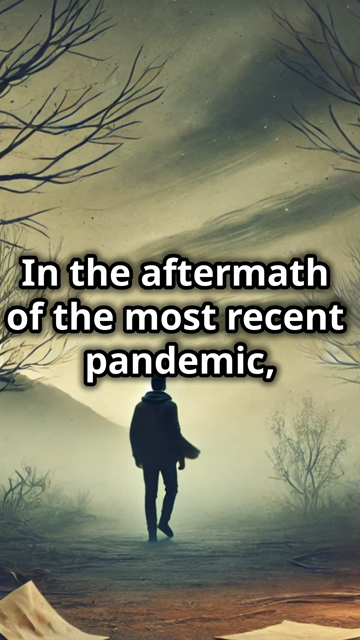 In the aftermath
of the most recent
pandemic,